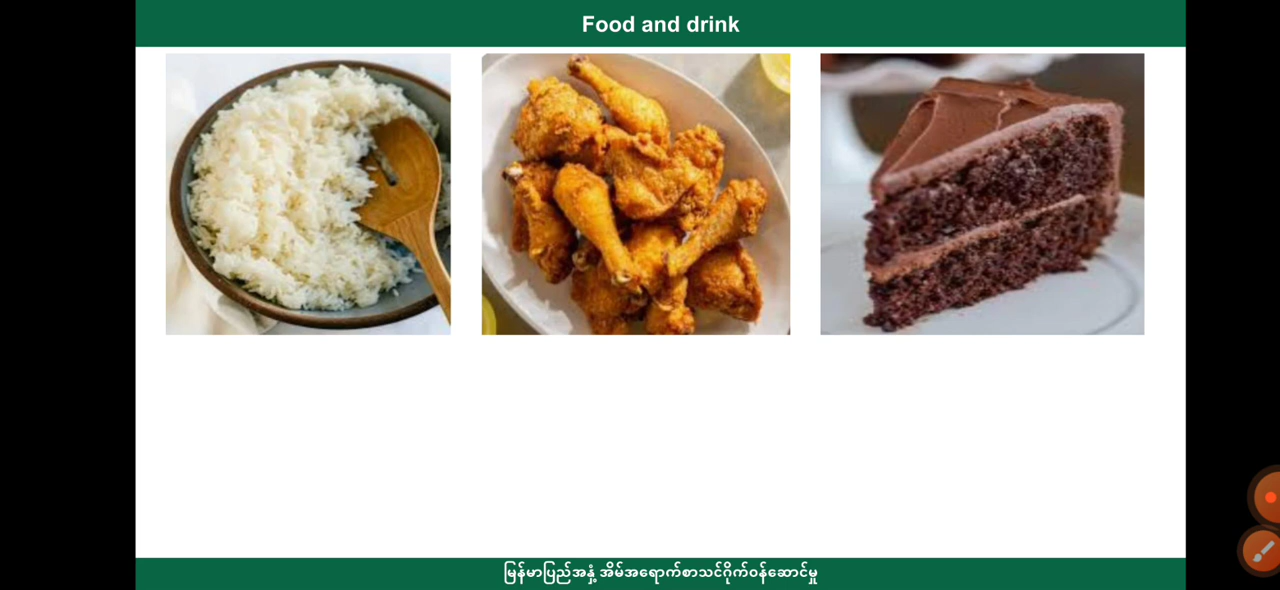 Food and drink
မြန်မာပြည်အနှံ့ အိမ်အရောက်စာသင်ဂိုက်ဝန်ဆောင်မှု